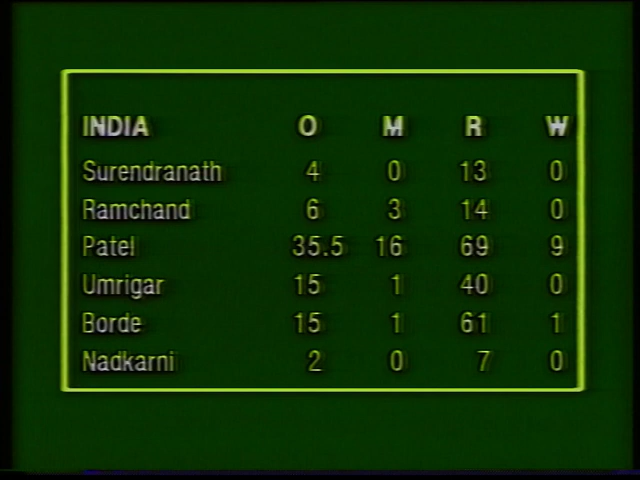 INDIA O M R W
Surendranath 4 0 13 0
Ramchand 6 3 14 0
Patel 35.5 16 69 9
Umrigar 15 1 40 0
Borde 15 1 61 1
Nadkarni 2 0 7 0